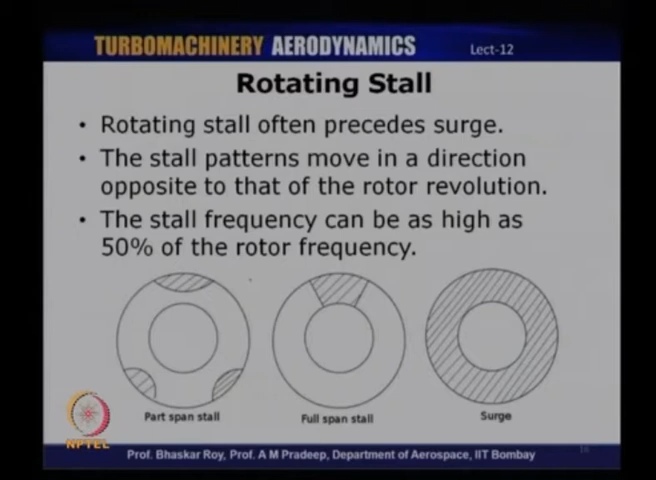 TURBOMACHINERY AERODYNAMICS Lect-12
Rotating Stall
• Rotating stall often precedes surge.
• The stall patterns move in a direction
opposite to that of the rotor revolution.
• The stall frequency can be as high as
50% of the rotor frequency.
Part span stall Full span stall Surge
NPTEL
Prof. Bhaskar Roy, Prof. A M Pradeep, Department of Aerospace, IIT Bombay